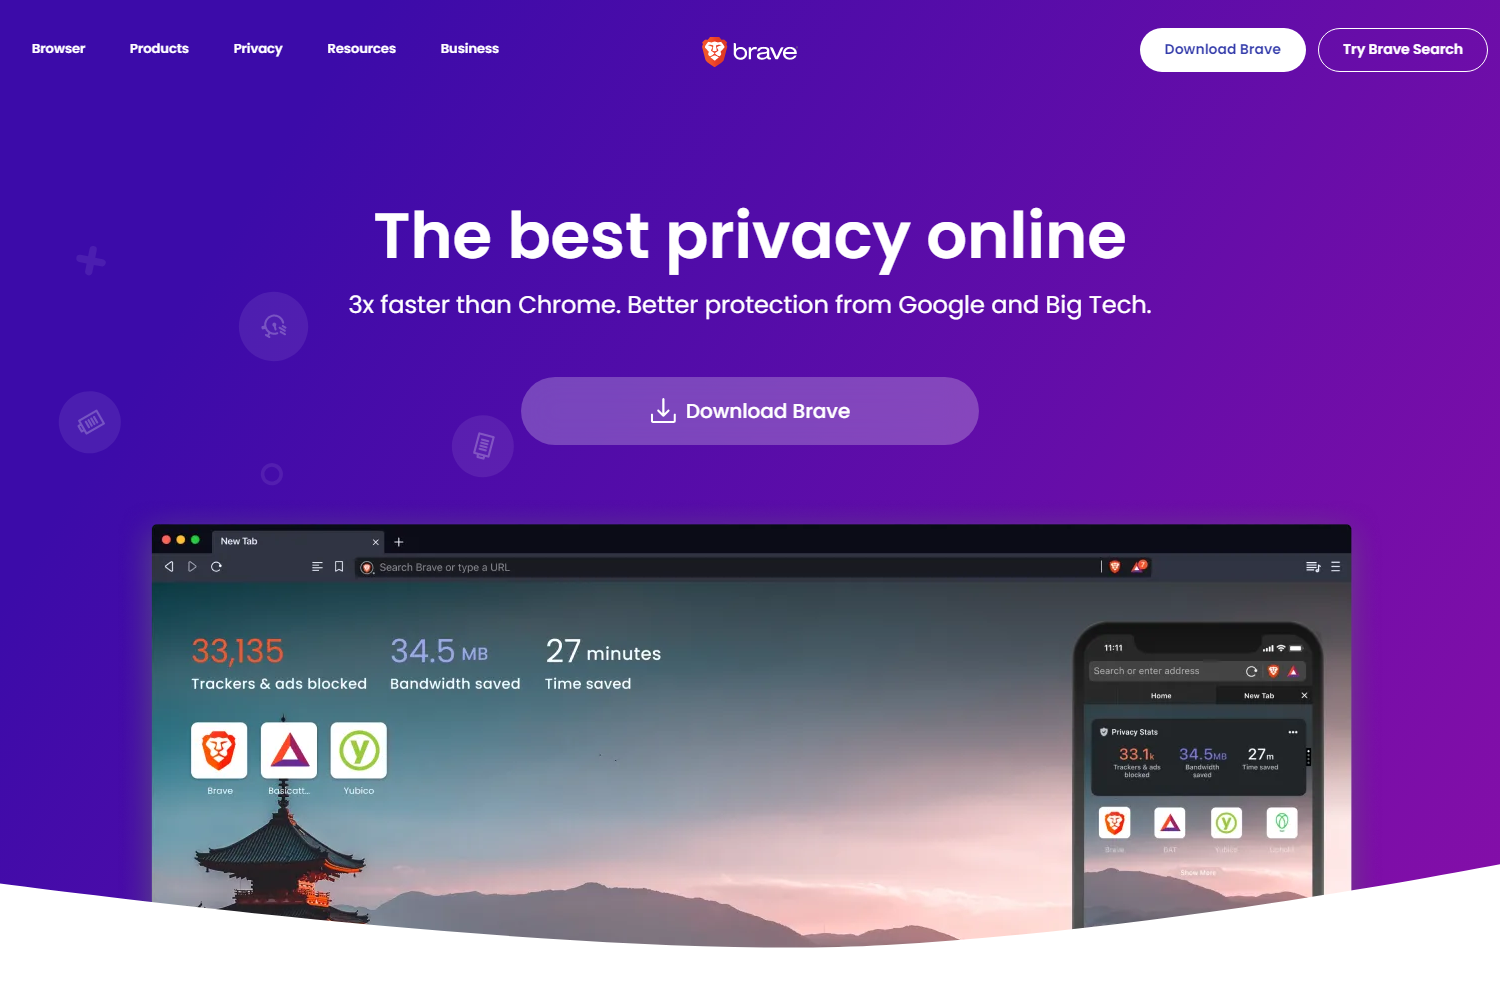 Browser Products Privacy Resources Business brave Download Brave Try Brave Search
The best privacy online
3x faster than Chrome. Better protection from Google and Big Tech.
Download Brave
New Tab
Search Brave or type a URL
33,135 34.5 MB 27 minutes
Trackers & ads blocked Bandwidth saved Time saved
Brave Basicatt... Yubico
11:11
Search or enter address
Home New Tab
Privacy Stats
33.1k 34.5MB 27m
Trackers & ads blocked Bandwidth saved Time saved
Brave BAT Yubico
Show More